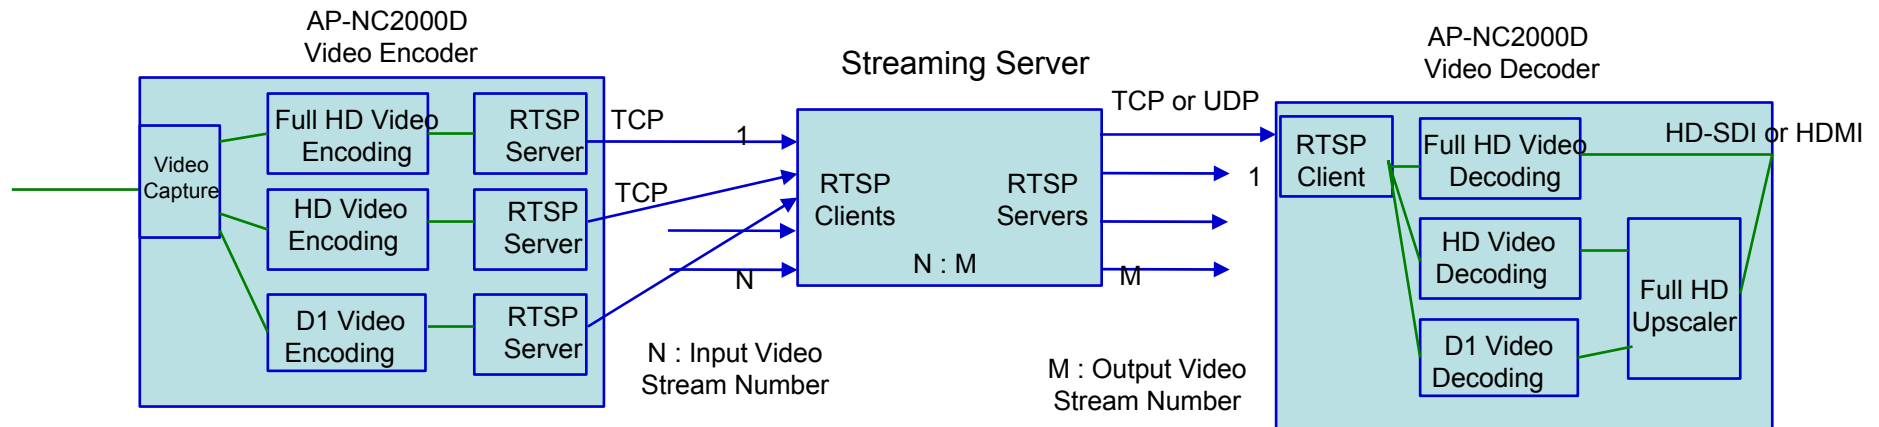 AP-NC2000D
Video Encoder
Video
Capture
Full HD Video
Encoding
RTSP
Server
HD Video
Encoding
RTSP
Server
D1 Video
Encoding
RTSP
Server
TCP
TCP
1
N
N : Input Video
Stream Number
Streaming Server
RTSP
Clients
RTSP
Servers
N : M
TCP or UDP
1
M
M : Output Video
Stream Number
AP-NC2000D
Video Decoder
RTSP
Client
Full HD Video
Decoding
HD Video
Decoding
D1 Video
Decoding
Full HD
Upscaler
HD-SDI or HDMI